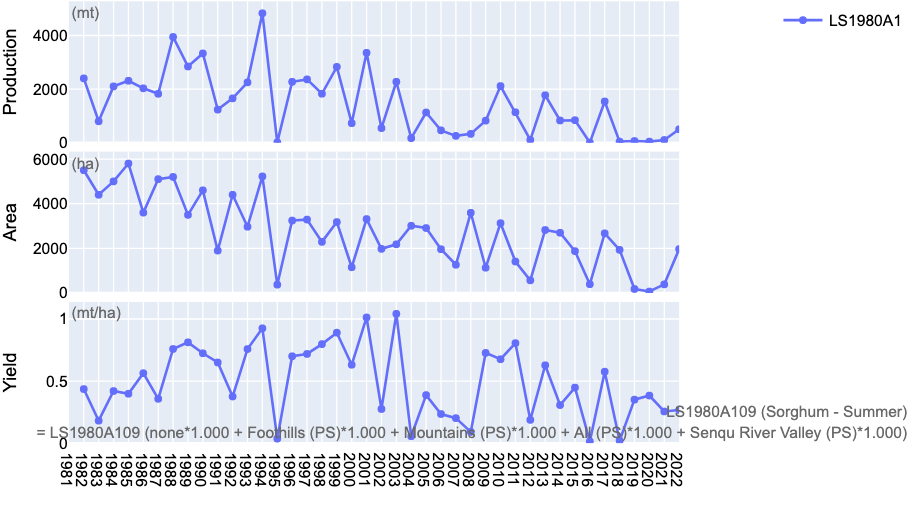 (mt)
LS1980A1
Production
4000
2000
0
(ha)
Area
6000
4000
2000
0
(mt/ha)
Yield
1
0.5
0
LS1980A109 (Sorghum - Summer)
= LS1980A109 (none*1.000 + Foothills (PS)*1.000 + Mountains (PS)*1.000 + All (PS)*1.000 + Senqu River Valley (PS)*1.000)
1981 1982 1983 1984 1985 1986 1987 1988 1989 1990 1991 1992 1993 1994 1995 1996 1997 1998 1999 2000 2001 2002 2003 2004 2005 2006 2007 2008 2009 2010 2011 2012 2013 2014 2015 2016 2017 2018 2019 2020 2021 2022